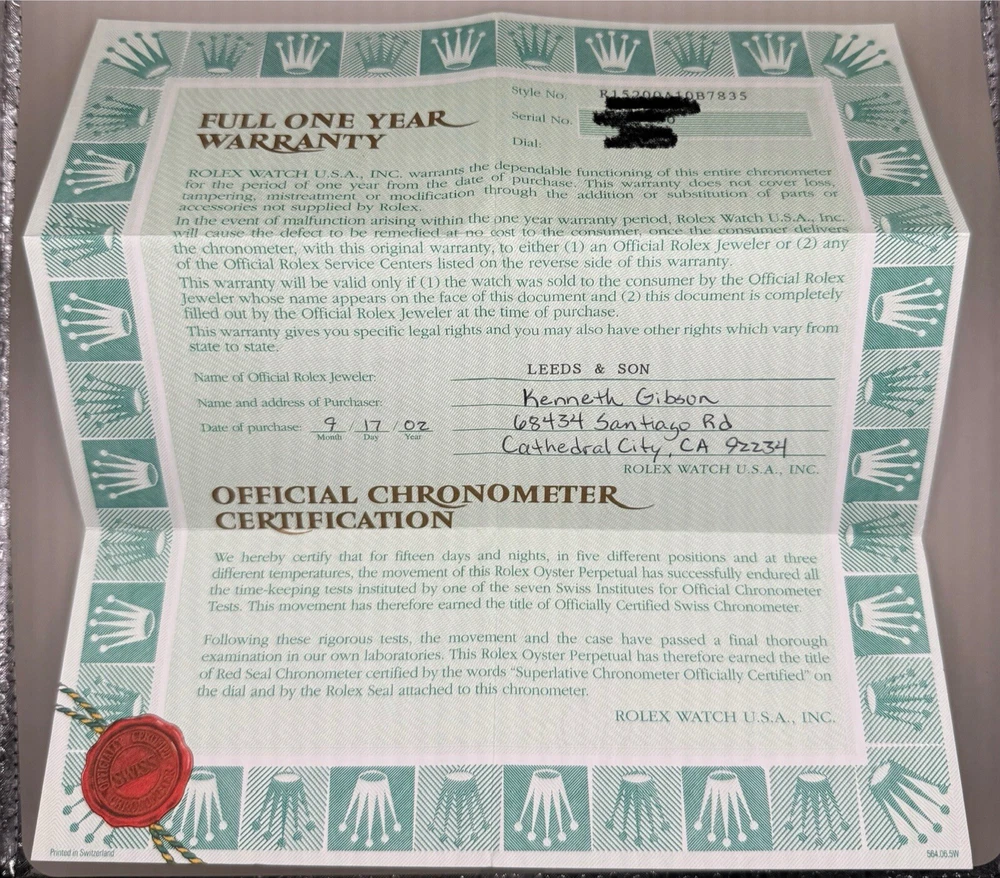 Style No. R15200A10B7835
FULL ONE YEAR
WARRANTY
Serial No.
Dial:
ROLEX WATCH U.S.A., INC. warrants the dependable functioning of this entire chronometer
for the period of one year from the date of purchase. This warranty does not cover loss,
tampering, mistreatment or modification through the addition or substitution of parts or
accessories not supplied by Rolex.
In the event of malfunction arising within the one year warranty period, Rolex Watch U.S.A., Inc.
will cause the defect to be remedied at no cost to the consumer, once the consumer delivers
the chronometer, with this original warranty, to either (1) an Official Rolex Jeweler or (2) any
of the Official Rolex Service Centers listed on the reverse side of this warranty.
This warranty will be valid only if (1) the watch was sold to the consumer by the Official Rolex
Jeweler whose name appears on the face of this document and (2) this document is completely
filled out by the Official Rolex Jeweler at the time of purchase.
This warranty gives you specific legal rights and you may also have other rights which vary from
state to state.
Name of Official Rolex Jeweler: LEEDS & SON
Name and address of Purchaser: Kenneth Gibson
Date of purchase: 9 / 17 / 02 68434 Santiago Rd
Month Day Year
Cathedral City, CA 92234
ROLEX WATCH U.S.A., INC.
OFFICIAL CHRONOMETER
CERTIFICATION
We hereby certify that for fifteen days and nights, in five different positions and at three
different temperatures, the movement of this Rolex Oyster Perpetual has successfully endured all
the time-keeping tests instituted by one of the seven Swiss Institutes for Official Chronometer
Tests. This movement has therefore earned the title of Officially Certified Swiss Chronometer.
Following these rigorous tests, the movement and the case have passed a final thorough
examination in our own laboratories. This Rolex Oyster Perpetual has therefore earned the title
of Red Seal Chronometer certified by the words "Superlative Chronometer Officially Certified" on
the dial and by the Rolex Seal attached to this chronometer.
ROLEX WATCH U.S.A., INC.
OFFICIALLY CERTIFIED
SWISS
CHRONOMETER
Printed in Switzerland
564.06.5W